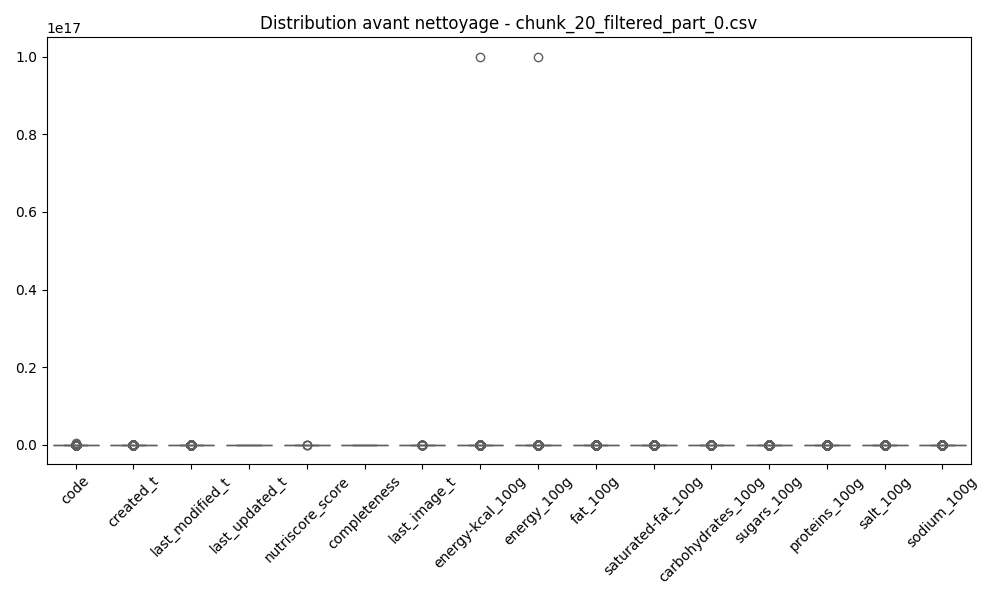 Distribution avant nettoyage - chunk_20_filtered_part_0.csv
1e17
1.0
0.8
0.6
0.4
0.2
0.0
code
created_t
last_modified_t
last_updated_t
nutriscore_score
completeness
last_image_t
energy-kcal_100g
energy_100g
fat_100g
saturated-fat_100g
carbohydrates_100g
sugars_100g
proteins_100g
salt_100g
sodium_100g